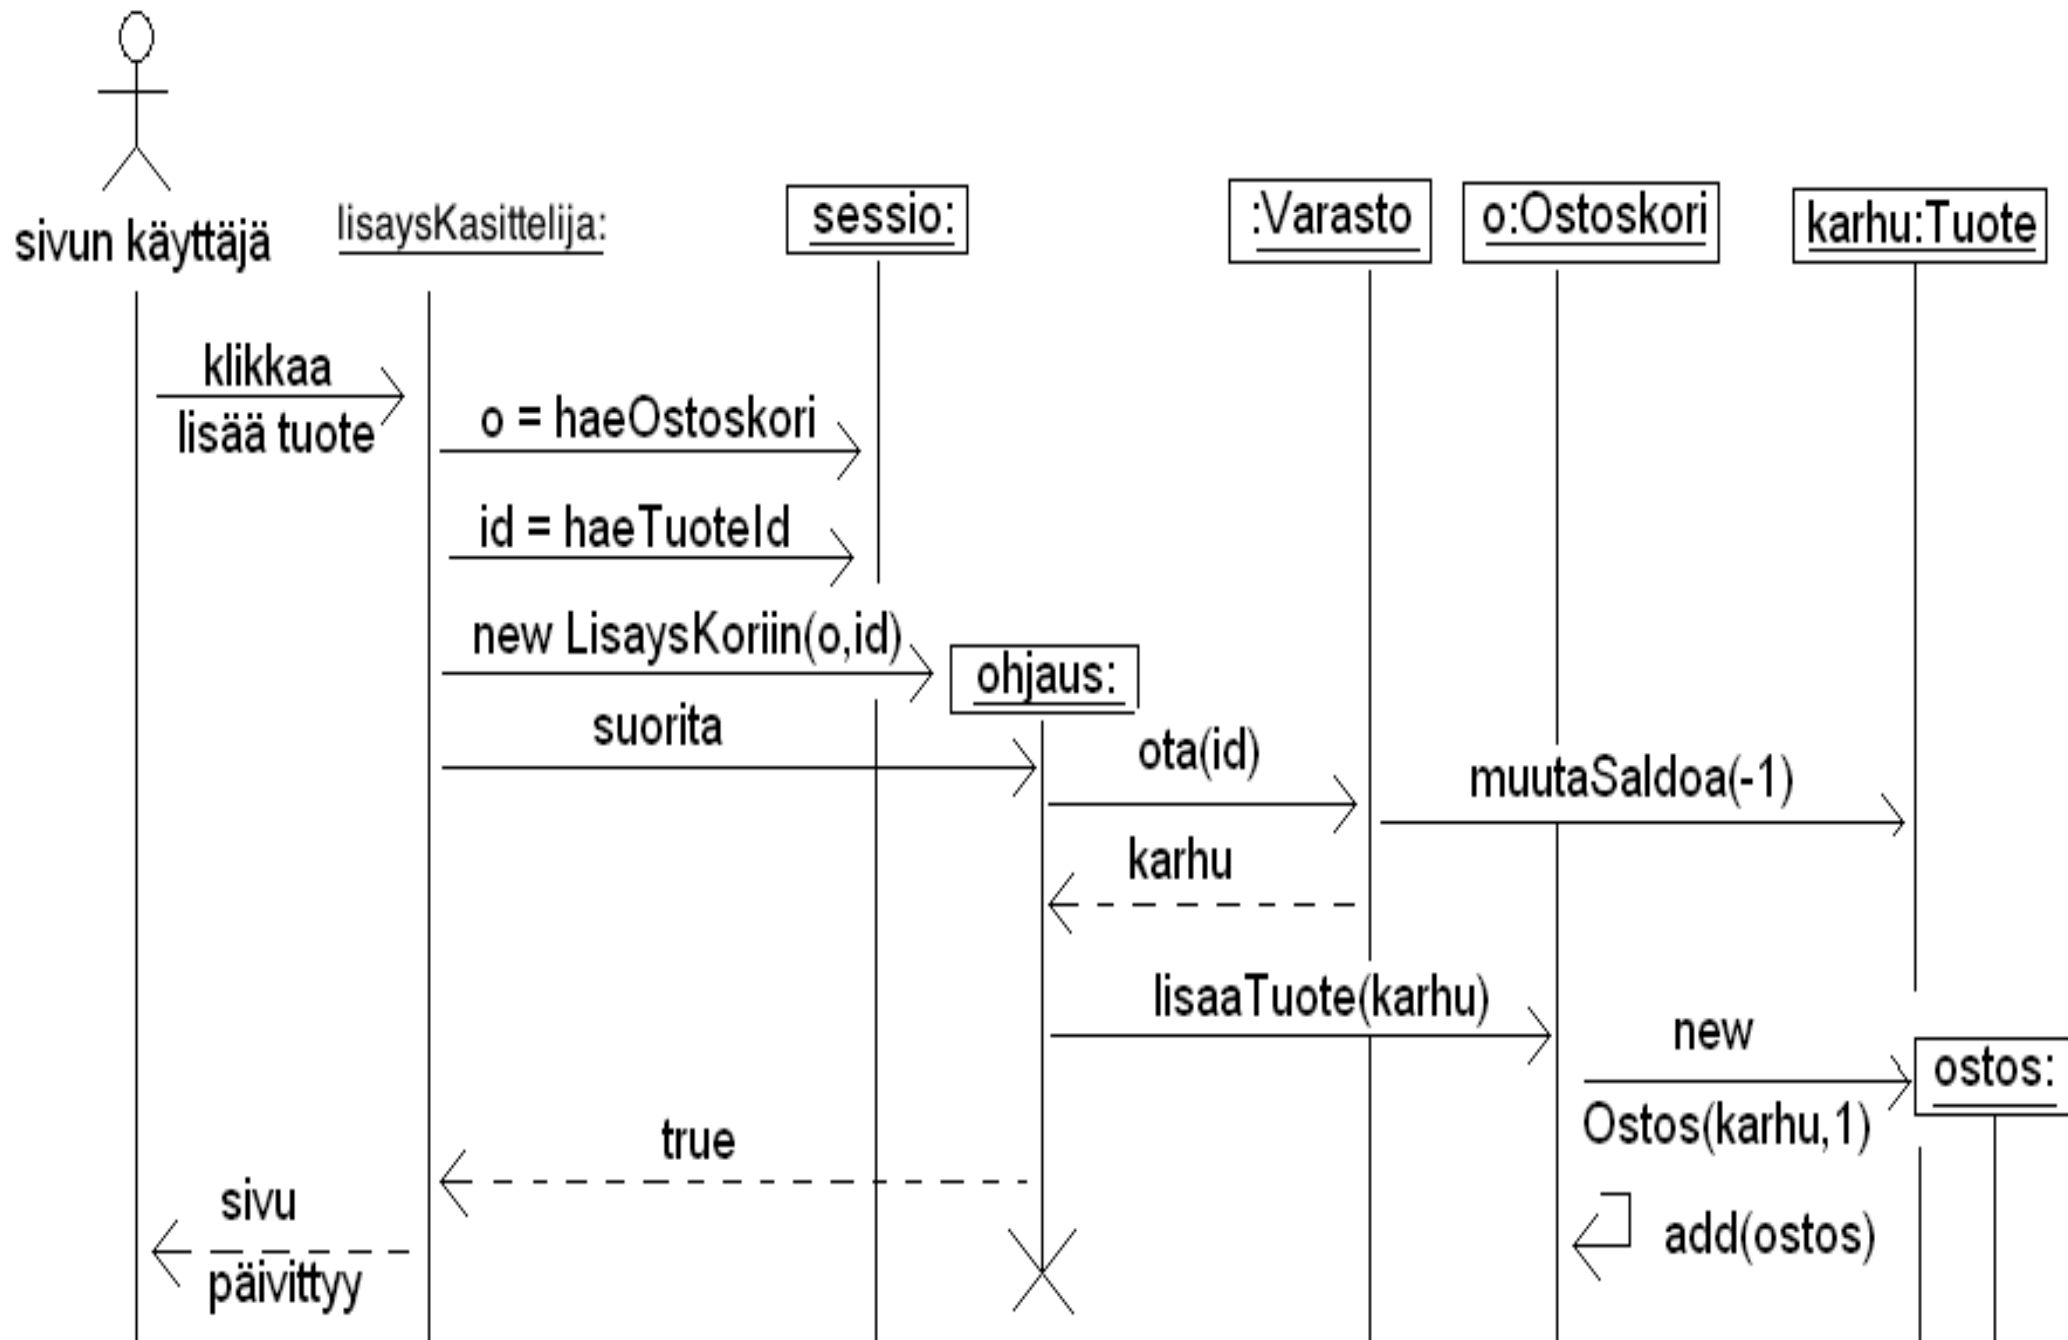 sivun käyttäjä
lisaysKasittelija:
sessio:
:Varasto
o:Ostoskori
karhu:Tuote
klikkaa
lisää tuote
o = haeOstoskori
id = haeTuoteId
new LisaysKoriin(o,id)
ohjaus:
suorita
ota(id)
muutaSaldoa(-1)
karhu
lisaaTuote(karhu)
new
Ostos(karhu,1)
ostos:
add(ostos)
true
sivu
päivittyy